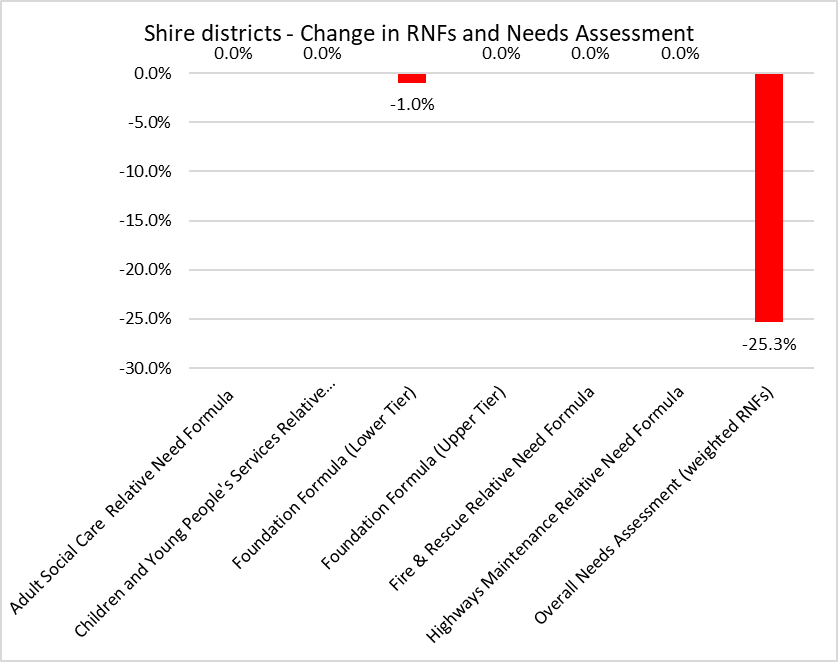 Shire districts - Change in RNFs and Needs Assessment
0.0%
0.0%
0.0%
0.0%
0.0%
0.0%
-1.0%
-5.0%
-10.0%
-15.0%
-20.0%
-25.0%
-25.3%
-30.0%
Adult Social Care  Relative Need Formula
Children and Young People's Services Relative…
Foundation Formula (Lower Tier)
Foundation Formula (Upper Tier)
Fire & Rescue Relative Need Formula
Highways Maintenance Relative Need Formula
Overall Needs Assessment (weighted RNFs)